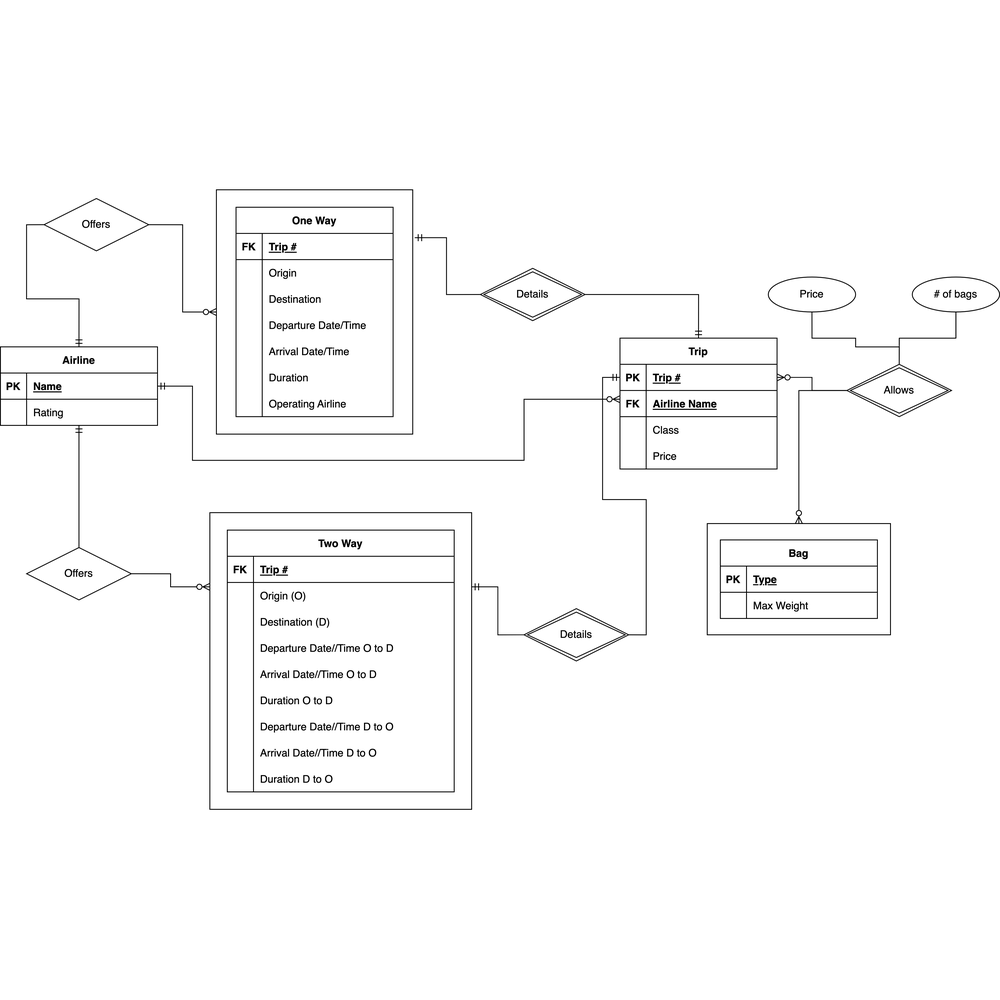 Offers
One Way
FK Trip #
Origin
Destination
Departure Date/Time
Arrival Date/Time
Duration
Operating Airline
Details
Price
# of bags
Airline
PK Name
Rating
Trip
PK Trip #
FK Airline Name
Class
Price
Allows
Offers
Two Way
FK Trip #
Origin (O)
Destination (D)
Departure Date//Time O to D
Arrival Date//Time O to D
Duration O to D
Departure Date//Time D to O
Arrival Date//Time D to O
Duration D to O
Details
Bag
PK Type
Max Weight